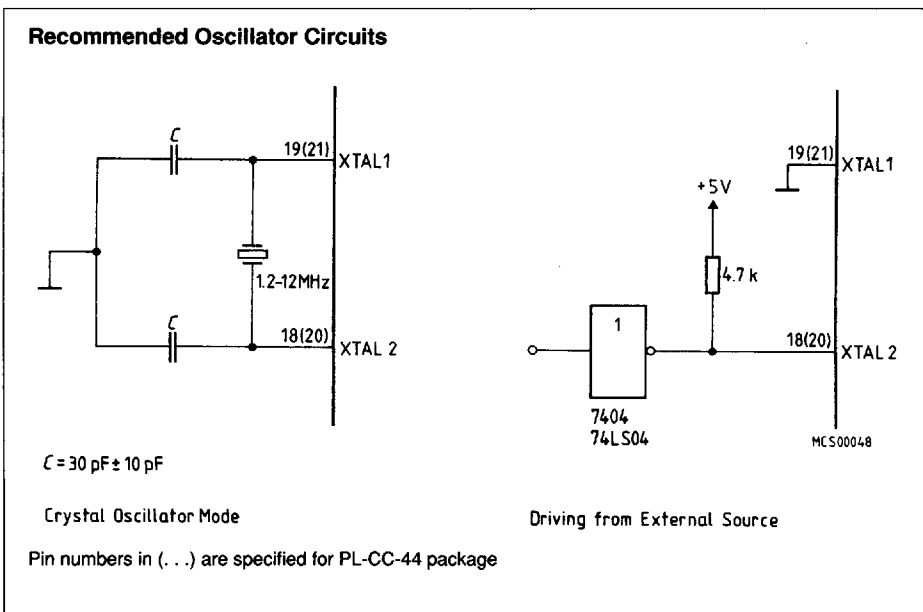 Recommended Oscillator Circuits
C
19(21)
XTAL1
1.2-12MHz
C
18(20)
XTAL 2
C = 30 pF ± 10 pF
Crystal Oscillator Mode
19(21)
XTAL1
+5V
4.7 k
1
18(20)
XTAL 2
7404
74LS04
MCS00048
Driving from External Source
Pin numbers in (. . .) are specified for PL-CC-44 package